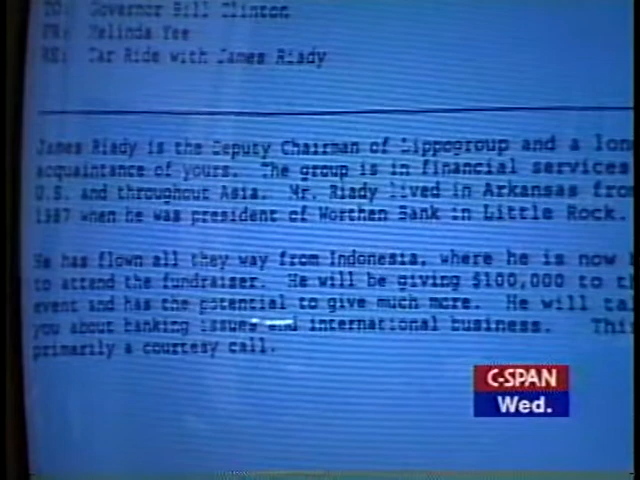 TO: Governor Bill Clinton
FR: Melinda Yee
RE: Car Ride with James Riady
James Riady is the Deputy Chairman of Lippogroup and a lon
acquaintance of yours. The group is in financial services
U.S. and throughout Asia. Mr. Riady lived in Arkansas fro
1987 when he was president of Worthen Bank in Little Rock.
He has flown all they way from Indonesia, where he is now
to attend the fundraiser. He will be giving $100,000 to t
event and has the potential to give much more. He will ta
you about banking issues and international business. This
primarily a courtesy call.
C-SPAN
Wed.